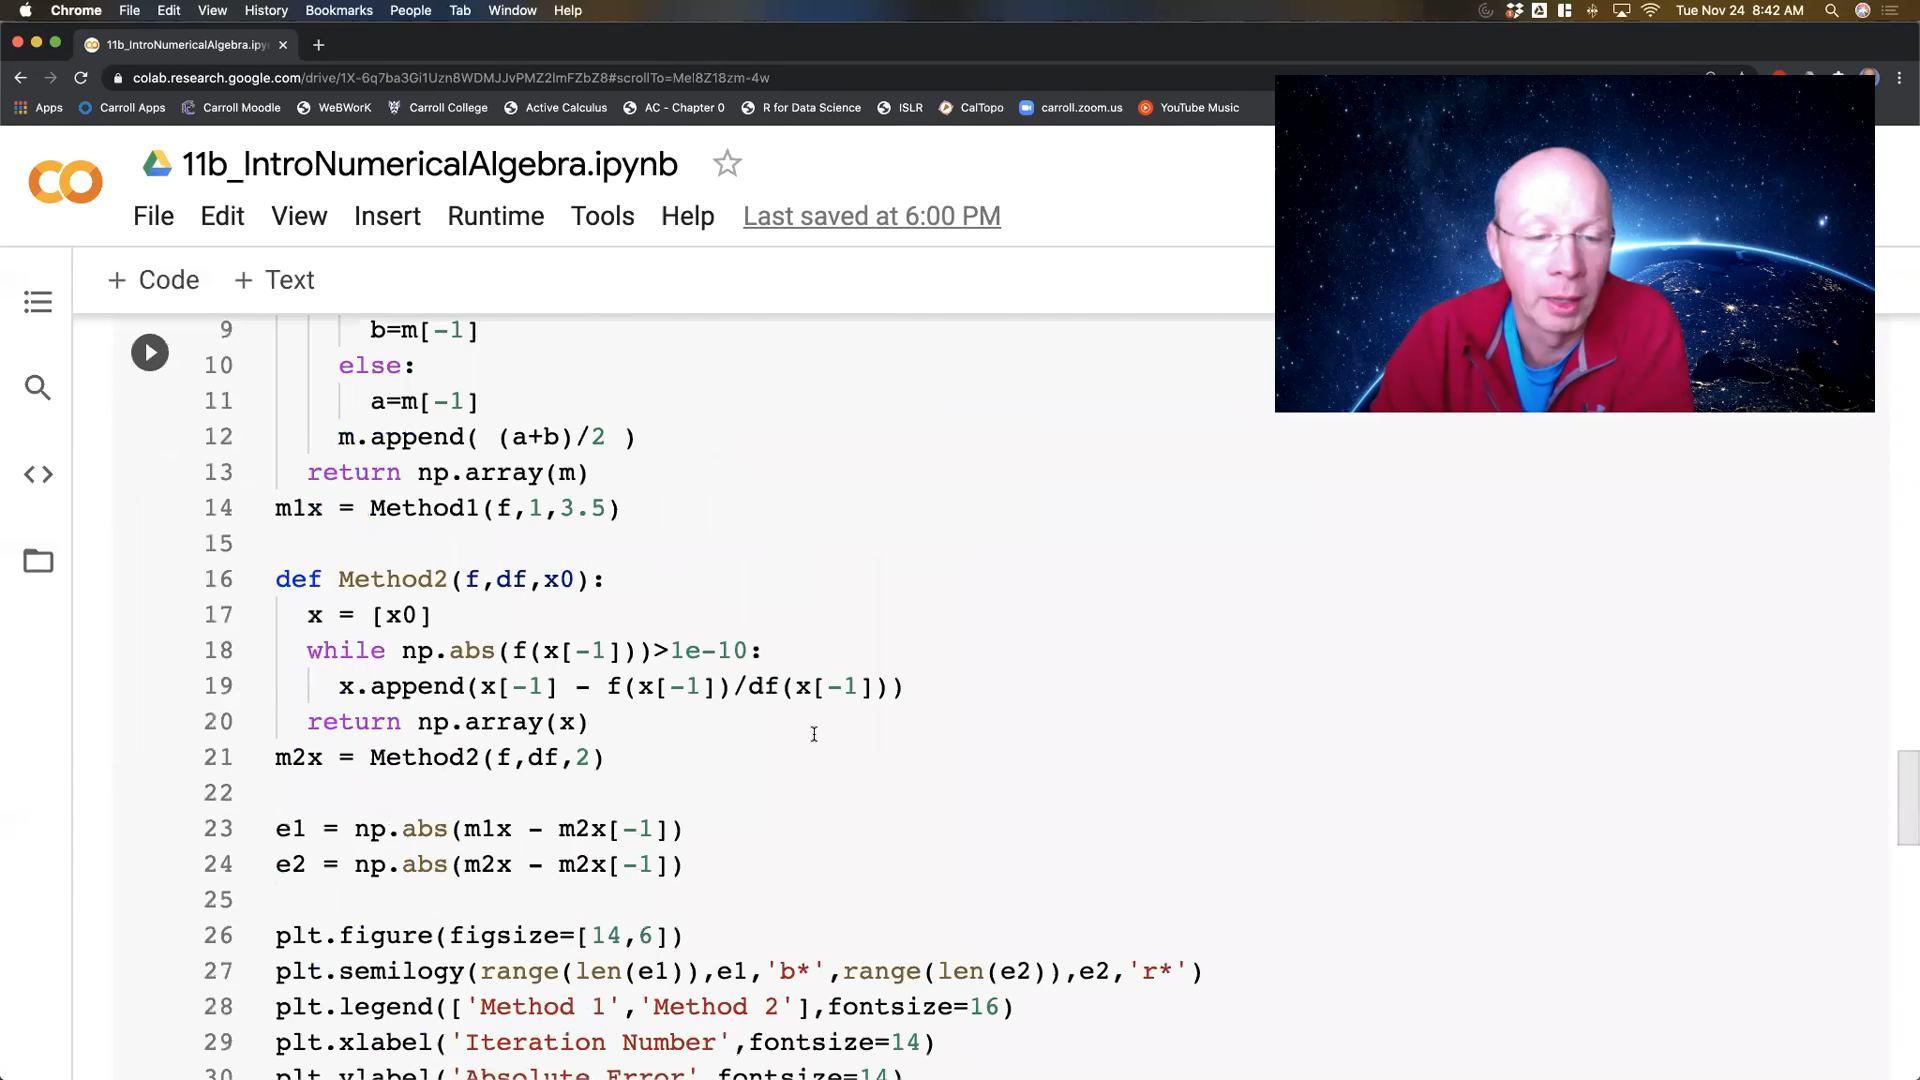 Chrome File Edit View History Bookmarks People Tab Window Help
Tue Nov 24 8:42 AM
11b_IntroNumericalAlgebra.ipy
colab.research.google.com/drive/1X-6q7ba3Gi1Uzn8WDMJJvPMZ2lmFZbZ8#scrollTo=Mel8Z18zm-4w
Apps Carroll Apps Carroll Moodle WeBWorK Carroll College Active Calculus AC - Chapter 0 R for Data Science ISLR CalTopo carroll.zoom.us YouTube Music
11b_IntroNumericalAlgebra.ipynb
File Edit View Insert Runtime Tools Help Last saved at 6:00 PM
+ Code + Text
9 b=m[-1]
10 else:
11 a=m[-1]
12 m.append( (a+b)/2 )
13 return np.array(m)
14 m1x = Method1(f,1,3.5)
15
16 def Method2(f,df,x0):
17 x = [x0]
18 while np.abs(f(x[-1]))>1e-10:
19 x.append(x[-1] - f(x[-1])/df(x[-1]))
20 return np.array(x)
21 m2x = Method2(f,df,2)
22
23 e1 = np.abs(m1x - m2x[-1])
24 e2 = np.abs(m2x - m2x[-1])
25
26 plt.figure(figsize=[14,6])
27 plt.semilogy(range(len(e1)),e1,'b*',range(len(e2)),e2,'r*')
28 plt.legend(['Method 1','Method 2'],fontsize=16)
29 plt.xlabel('Iteration Number',fontsize=14)
30 plt.ylabel('Absolute Error',fontsize=14)